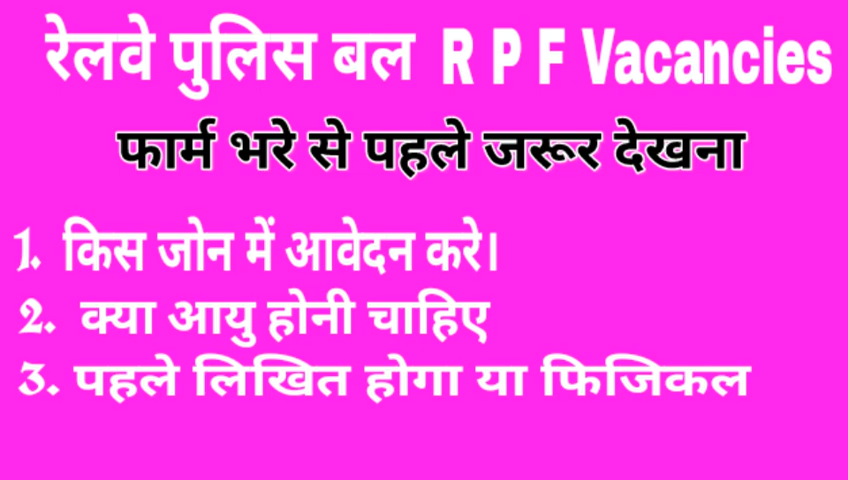 रेलवे पुलिस बल R P F Vacancies
फार्म भरे से पहले जरूर देखना
1. किस जोन में आवेदन करे।
2. क्या आयु होनी चाहिए
3. पहले लिखित होगा या फिजिकल